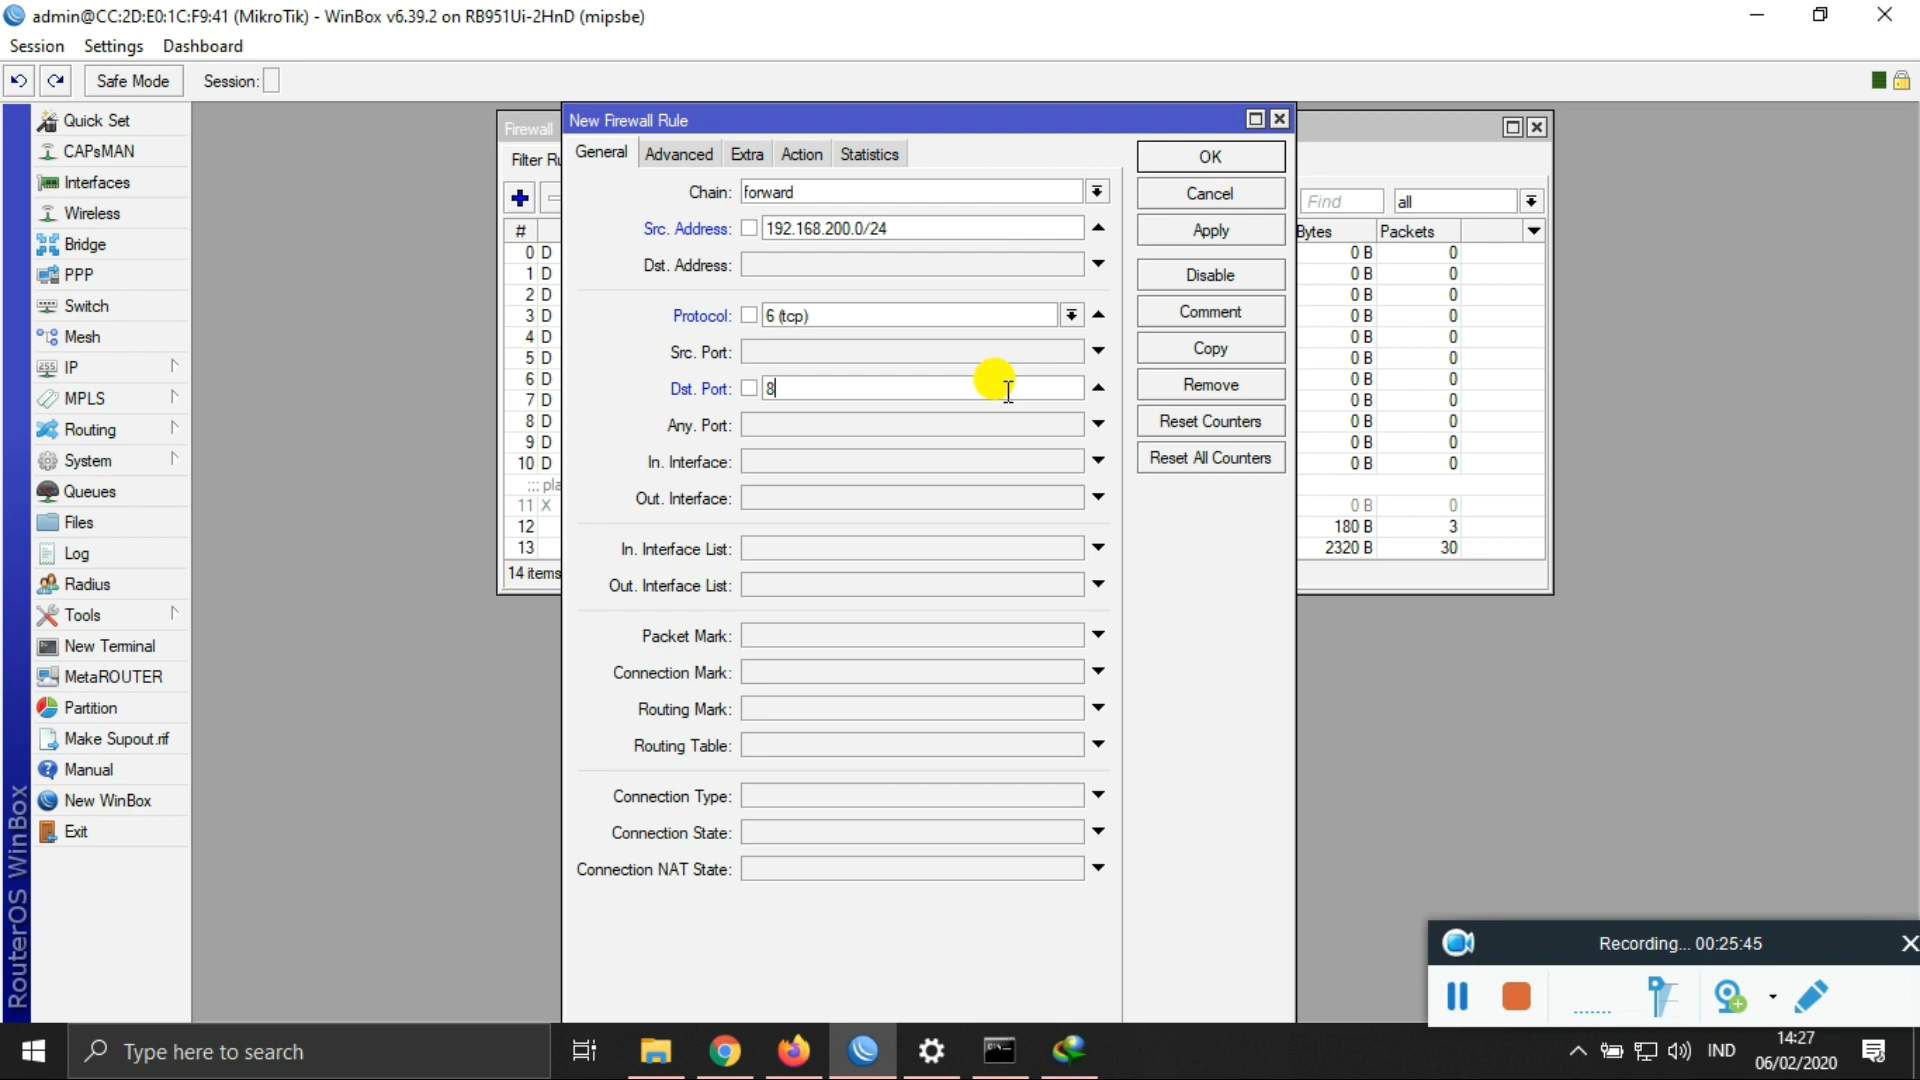 admin@CC:2D:E0:1C:F9:41 (MikroTik) - WinBox v6.39.2 on RB951Ui-2HnD (mipsbe)
Session Settings Dashboard
Safe Mode Session:
Quick Set
CAPsMAN
Interfaces
Wireless
Bridge
PPP
Switch
Mesh
IP
MPLS
Routing
System
Queues
Files
Log
Radius
Tools
New Terminal
MetaROUTER
Partition
Make Supout.rif
Manual
New WinBox
Exit
RouterOS WinBox
Firewall
Filter Ru
#
0 D
1 D
2 D
3 D
4 D
5 D
6 D
7 D
8 D
9 D
10 D
;;; pla
11 X
12
13
14 items
New Firewall Rule
General Advanced Extra Action Statistics
Chain: forward
Src. Address: 192.168.200.0/24
Dst. Address:
Protocol: 6 (tcp)
Src. Port:
Dst. Port: 8
Any. Port:
In. Interface:
Out. Interface:
In. Interface List:
Out. Interface List:
Packet Mark:
Connection Mark:
Routing Mark:
Routing Table:
Connection Type:
Connection State:
Connection NAT State:
OK
Cancel
Apply
Disable
Comment
Copy
Remove
Reset Counters
Reset All Counters
Find all
Bytes Packets
0 B 0
0 B 0
0 B 0
0 B 0
0 B 0
0 B 0
0 B 0
0 B 0
0 B 0
0 B 0
0 B 0
0 B 0
180 B 3
2320 B 30
Recording... 00:25:45
Type here to search
IND
14:27
06/02/2020